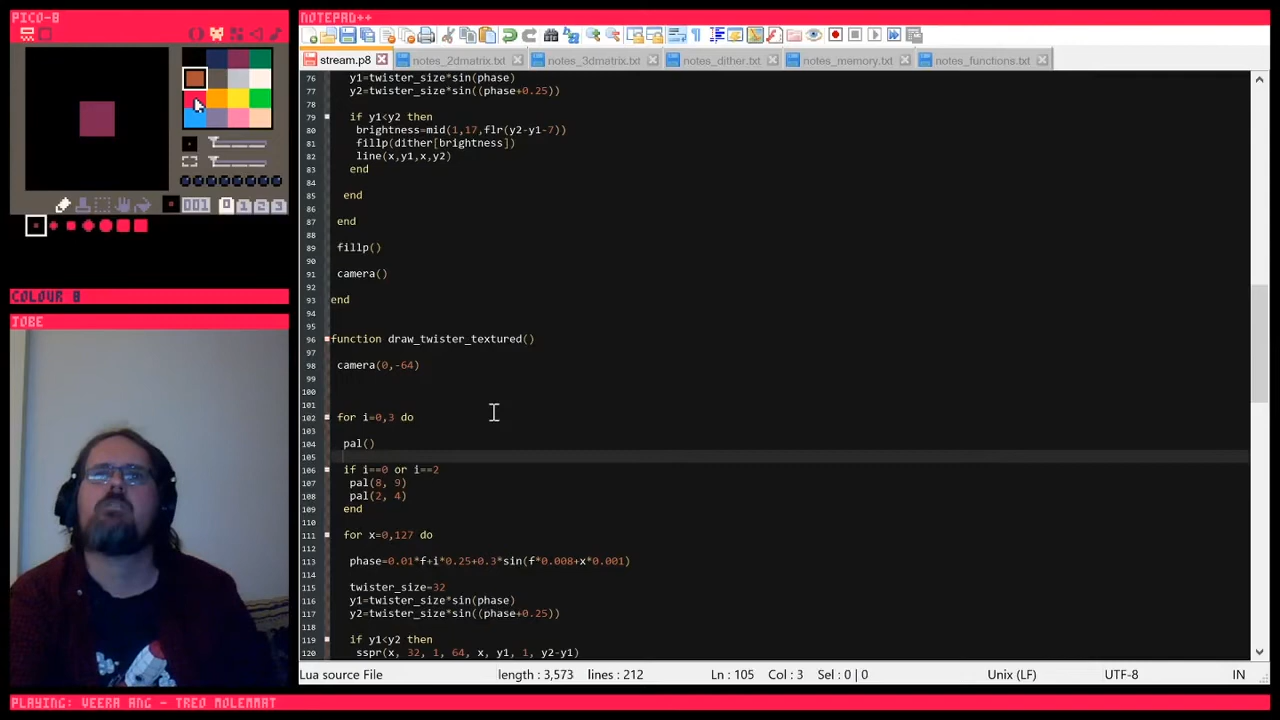 PICO-8
001
0 1 2 3
COLOUR 8
JOBE
NOTEPAD++
stream.p8 notes_2dmatrix.txt notes_3dmatrix.txt notes_dither.txt notes_memory.txt notes_functions.txt
76 y1=twister_size*sin(phase)
77 y2=twister_size*sin((phase+0.25))
78
79 if y1<y2 then
80 brightness=mid(1,17,flr(y2-y1-7))
81 fillp(dither[brightness])
82 line(x,y1,x,y2)
83 end
84
85 end
86
87 end
88
89 fillp()
90
91 camera()
92
93 end
94
95
96 function draw_twister_textured()
97
98 camera(0,-64)
99
100
101
102 for i=0,3 do
103
104 pal()
105
106 if i==0 or i==2
107 pal(8, 9)
108 pal(2, 4)
109 end
110
111 for x=0,127 do
112
113 phase=0.01*f+i*0.25+0.3*sin(f*0.008+x*0.001)
114
115 twister_size=32
116 y1=twister_size*sin(phase)
117 y2=twister_size*sin((phase+0.25))
118
119 if y1<y2 then
120 sspr(x, 32, 1, 64, x, y1, 1, y2-y1)
Lua source File length : 3,573 lines : 212 Ln : 105 Col : 3 Sel : 0 | 0 Unix (LF) UTF-8 IN
PLAYING: VEERA ANG - TREO MOLEMMAT